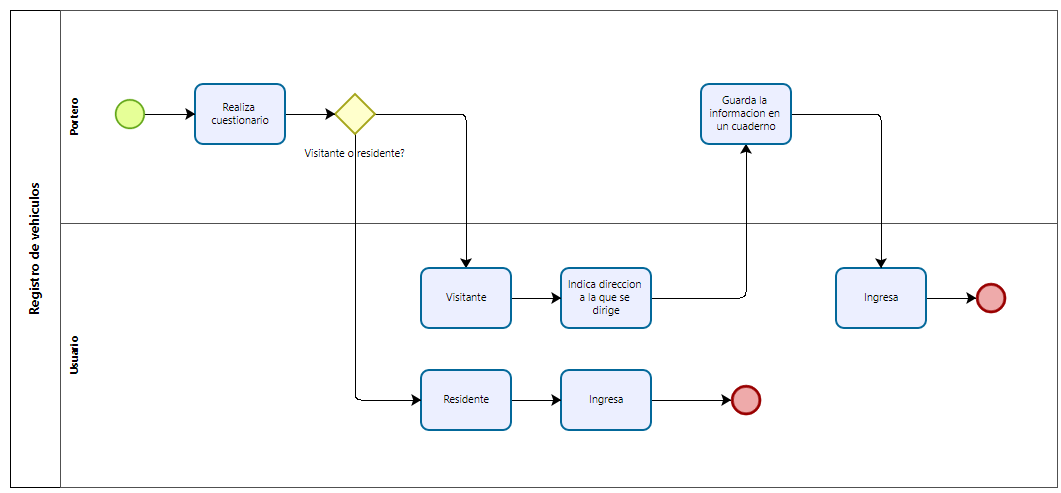 Registro de vehiculos
Portero
Realiza
cuestionario
Visitante o residente?
Guarda la
informacion en
un cuaderno
Usuario
Visitante
Indica direccion
a la que se
dirige
Ingresa
Residente
Ingresa